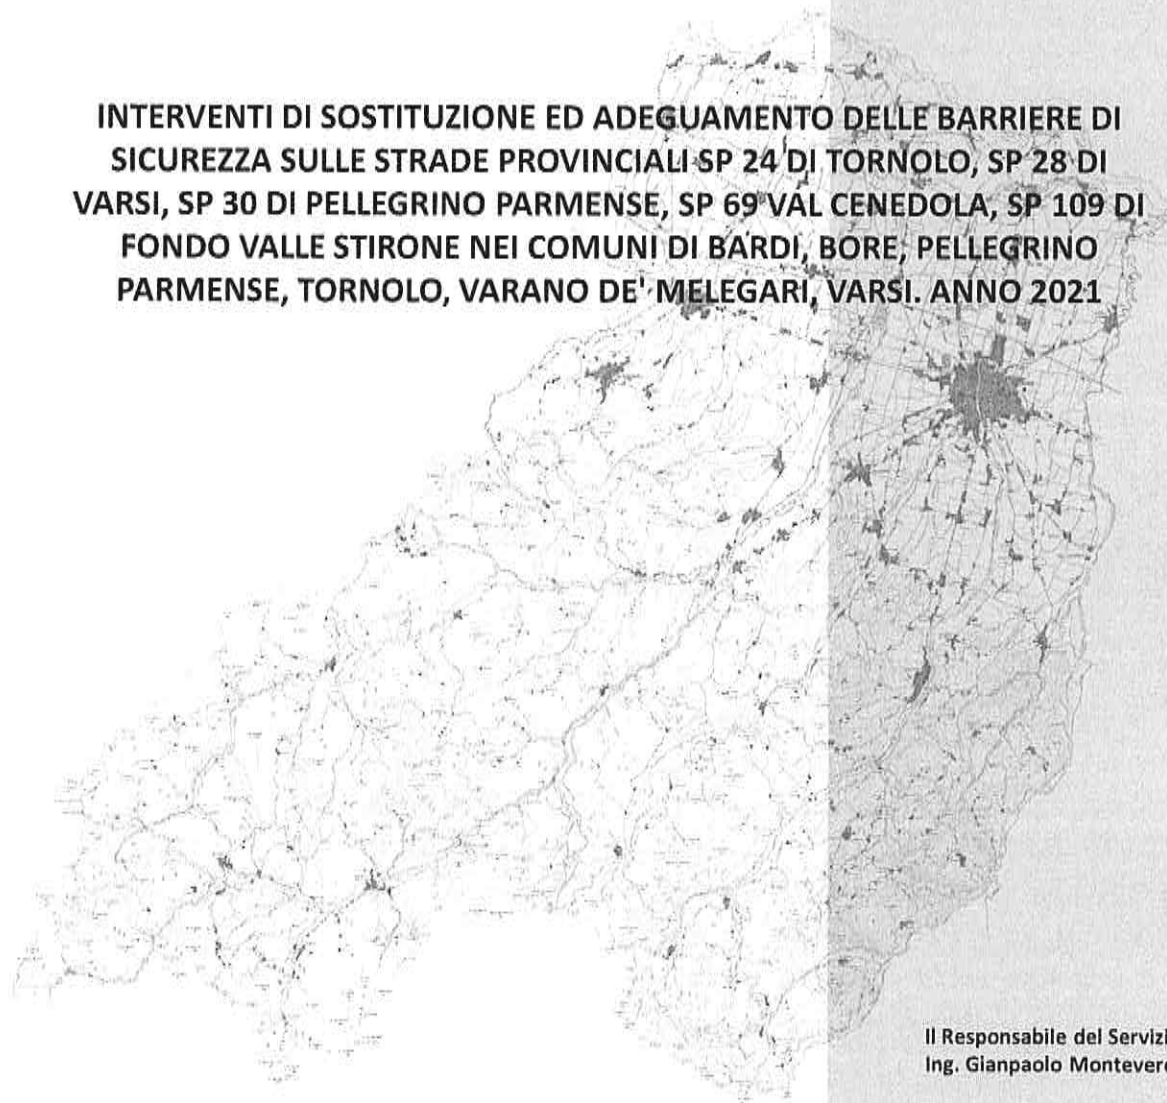 INTERVENTI DI SOSTITUZIONE ED ADEGUAMENTO DELLE BARRIERE DI
SICUREZZA SULLE STRADE PROVINCIALI SP 24 DI TORNOLO, SP 28 DI
VARSI, SP 30 DI PELLEGRINO PARMENSE, SP 69 VAL CENEDOLA, SP 109 DI
FONDO VALLE STIRONE NEI COMUNI DI BARDI, BORE, PELLEGRINO
PARMENSE, TORNOLO, VARANO DE' MELEGARI, VARSI. ANNO 2021
Il Responsabile del Servizi
Ing. Gianpaolo Montever